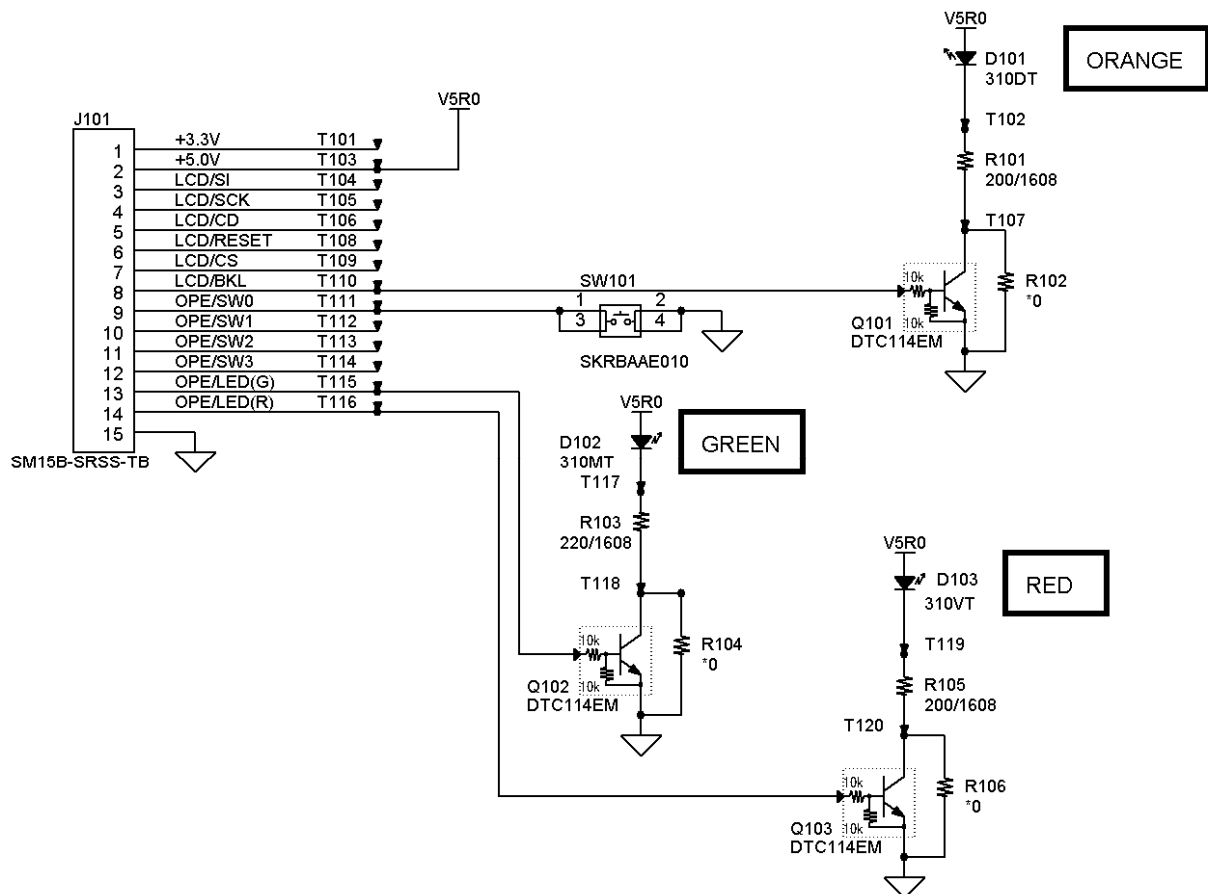 V5R0
D101
310DT
ORANGE
T102
R101
200/1608
T107
10k
R102
*0
10k
Q101
DTC114EM
V5R0
J101
1 +3.3V T101
2 +5.0V T103
3 LCD/SI T104
4 LCD/SCK T105
5 LCD/CD T106
6 LCD/RESET T108
7 LCD/CS T109
8 LCD/BKL T110
9 OPE/SW0 T111
10 OPE/SW1 T112
11 OPE/SW2 T113
12 OPE/SW3 T114
13 OPE/LED(G) T115
14 OPE/LED(R) T116
15
SM15B-SRSS-TB
SW101
1 2
3 4
SKRBAAE010
V5R0
D102
310MT
GREEN
T117
R103
220/1608
T118
10k
R104
*0
Q102 10k
DTC114EM
V5R0
D103
310VT
RED
T119
R105
200/1608
T120
10k
R106
*0
Q103 10k
DTC114EM